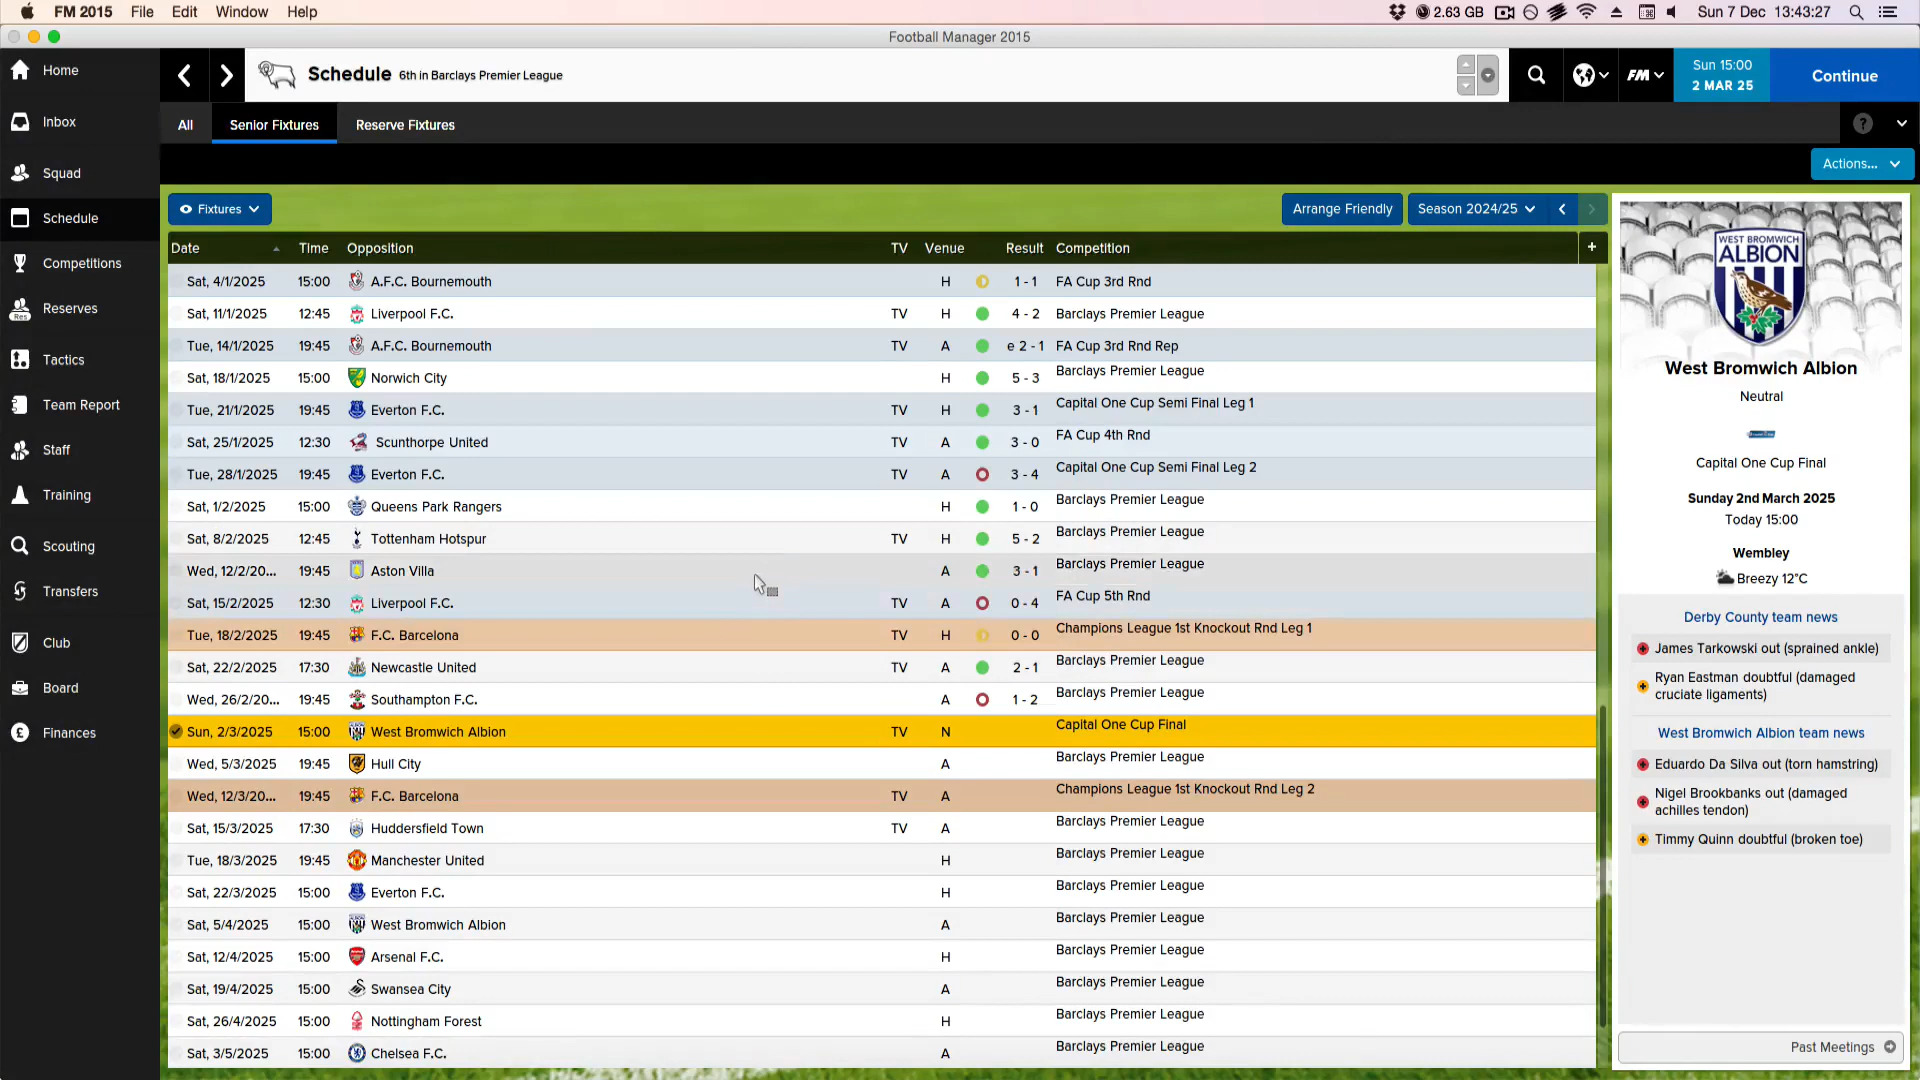 FM 2015 File Edit Window Help 2.63 GB Sun 7 Dec 13:43:27
Football Manager 2015
Home
Inbox
Squad
Schedule
Competitions
Reserves
Res
Tactics
Team Report
Staff
Training
Scouting
Transfers
Club
Board
Finances
Schedule 6th in Barclays Premier League
FM
Sun 15:00
2 MAR 25
Continue
All Senior Fixtures Reserve Fixtures
?
Actions...
Fixtures
Arrange Friendly Season 2024/25
Date Time Opposition TV Venue Result Competition +
Sat, 4/1/2025 15:00 A.F.C. Bournemouth H 1 - 1 FA Cup 3rd Rnd
Sat, 11/1/2025 12:45 Liverpool F.C. TV H 4 - 2 Barclays Premier League
Tue, 14/1/2025 19:45 A.F.C. Bournemouth TV A e 2 - 1 FA Cup 3rd Rnd Rep
Sat, 18/1/2025 15:00 Norwich City H 5 - 3 Barclays Premier League
Tue, 21/1/2025 19:45 Everton F.C. TV H 3 - 1 Capital One Cup Semi Final Leg 1
Sat, 25/1/2025 12:30 Scunthorpe United TV A 3 - 0 FA Cup 4th Rnd
Tue, 28/1/2025 19:45 Everton F.C. TV A 3 - 4 Capital One Cup Semi Final Leg 2
Sat, 1/2/2025 15:00 Queens Park Rangers H 1 - 0 Barclays Premier League
Sat, 8/2/2025 12:45 Tottenham Hotspur TV H 5 - 2 Barclays Premier League
Wed, 12/2/20... 19:45 Aston Villa A 3 - 1 Barclays Premier League
Sat, 15/2/2025 12:30 Liverpool F.C. TV A 0 - 4 FA Cup 5th Rnd
Tue, 18/2/2025 19:45 F.C. Barcelona TV H 0 - 0 Champions League 1st Knockout Rnd Leg 1
Sat, 22/2/2025 17:30 Newcastle United TV A 2 - 1 Barclays Premier League
Wed, 26/2/20... 19:45 Southampton F.C. A 1 - 2 Barclays Premier League
Sun, 2/3/2025 15:00 West Bromwich Albion TV N Capital One Cup Final
Wed, 5/3/2025 19:45 Hull City A Barclays Premier League
Wed, 12/3/20... 19:45 F.C. Barcelona TV A Champions League 1st Knockout Rnd Leg 2
Sat, 15/3/2025 17:30 Huddersfield Town TV A Barclays Premier League
Tue, 18/3/2025 19:45 Manchester United H Barclays Premier League
Sat, 22/3/2025 15:00 Everton F.C. H Barclays Premier League
Sat, 5/4/2025 15:00 West Bromwich Albion A Barclays Premier League
Sat, 12/4/2025 15:00 Arsenal F.C. H Barclays Premier League
Sat, 19/4/2025 15:00 Swansea City A Barclays Premier League
Sat, 26/4/2025 15:00 Nottingham Forest H Barclays Premier League
Sat, 3/5/2025 15:00 Chelsea F.C. A Barclays Premier League
WEST BROMWICH
ALBION
West Bromwich Albion
Neutral
Capital One Cup Final
Sunday 2nd March 2025
Today 15:00
Wembley
Breezy 12°C
Derby County team news
James Tarkowski out (sprained ankle)
Ryan Eastman doubtful (damaged
cruciate ligaments)
West Bromwich Albion team news
Eduardo Da Silva out (torn hamstring)
Nigel Brookbanks out (damaged
achilles tendon)
Timmy Quinn doubtful (broken toe)
Past Meetings